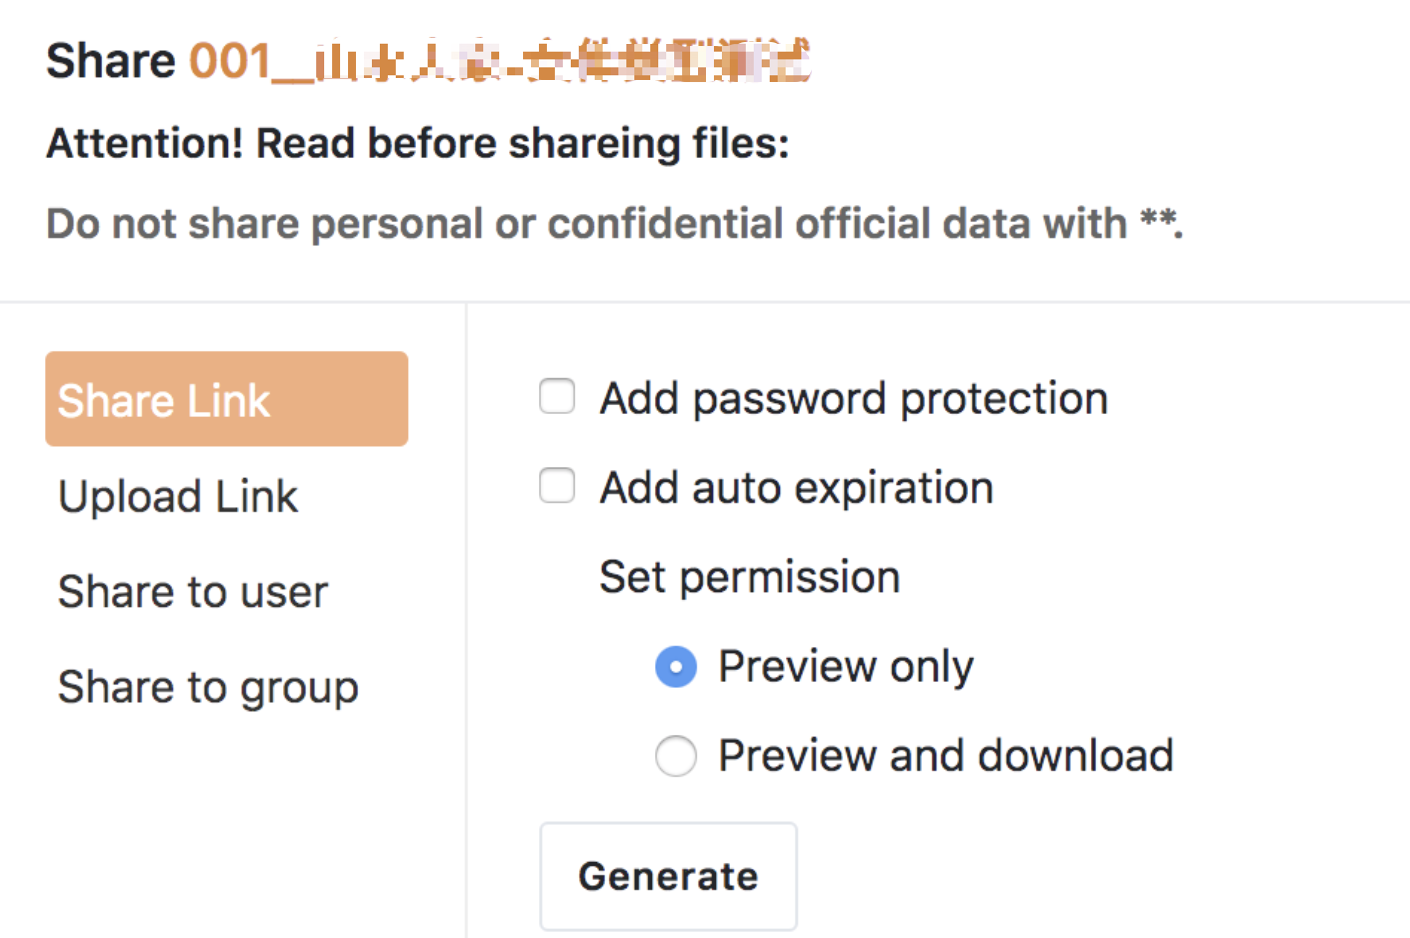 Share 001__
Attention! Read before shareing files:
Do not share personal or confidential official data with **.
Share Link
Upload Link
Share to user
Share to group
Add password protection
Add auto expiration
Set permission
Preview only
Preview and download
Generate